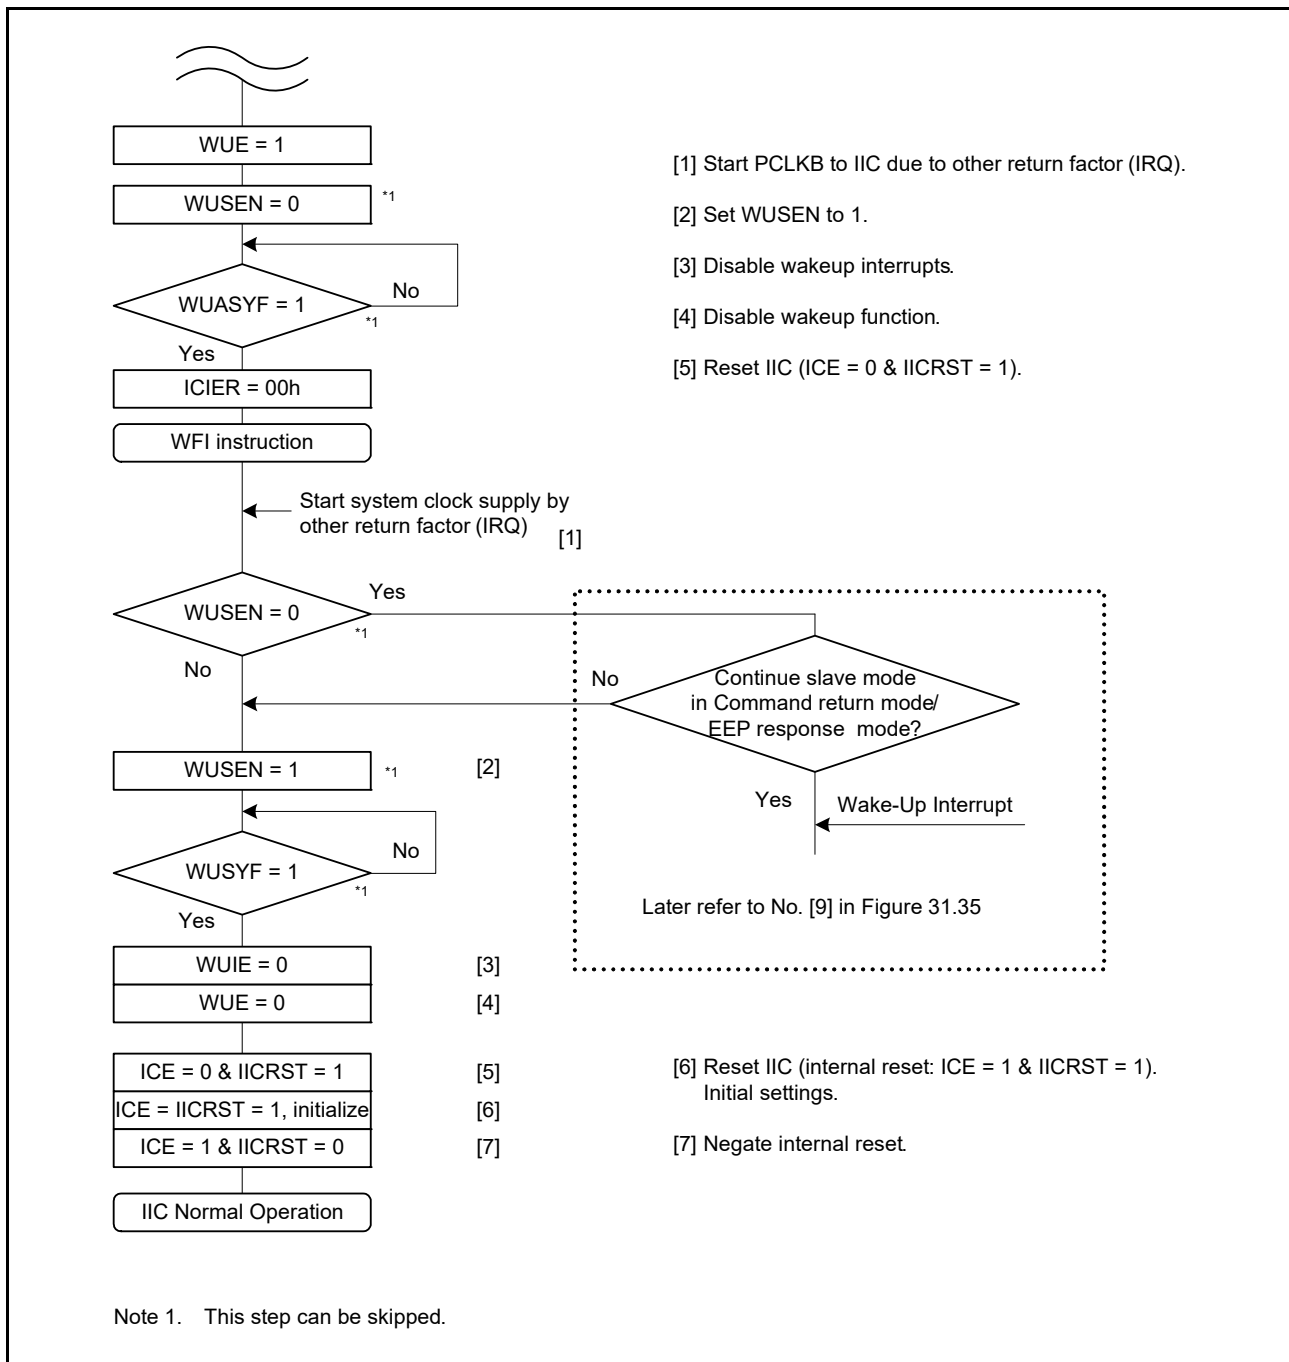 WUE = 1
WUSEN = 0 *1
WUASYF = 1 *1
No
Yes
ICIER = 00h
WFI instruction
Start system clock supply by
other return factor (IRQ)
[1]
WUSEN = 0 *1
Yes
No
Continue slave mode
in Command return mode/
EEP response mode?
No
Yes
Wake-Up Interrupt
Later refer to No. [9] in Figure 31.35
WUSEN = 1 *1 [2]
WUSYF = 1 *1
No
Yes
WUIE = 0 [3]
WUE = 0 [4]
ICE = 0 & IICRST = 1 [5]
ICE = IICRST = 1, initialize [6]
ICE = 1 & IICRST = 0 [7]
IIC Normal Operation
[1] Start PCLKB to IIC due to other return factor (IRQ).
[2] Set WUSEN to 1.
[3] Disable wakeup interrupts.
[4] Disable wakeup function.
[5] Reset IIC (ICE = 0 & IICRST = 1).
[6] Reset IIC (internal reset: ICE = 1 & IICRST = 1).
Initial settings.
[7] Negate internal reset.
Note 1. This step can be skipped.